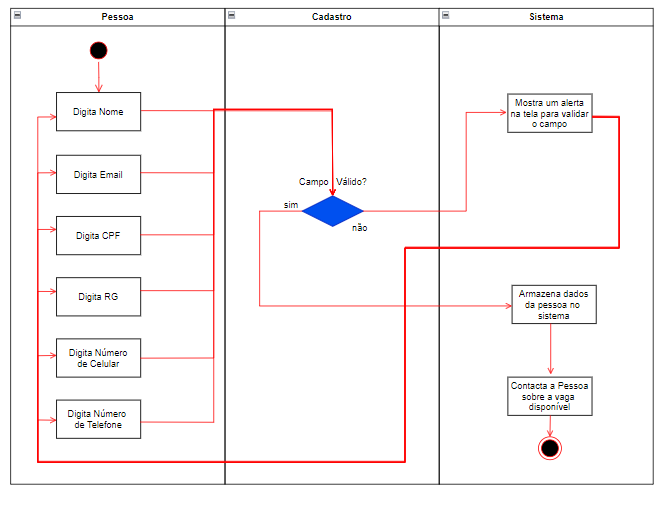 Pessoa
Cadastro
Sistema
Digita Nome
Digita Email
Digita CPF
Digita RG
Digita Número
de Celular
Digita Número
de Telefone
Campo Válido?
sim
não
Mostra um alerta
na tela para validar
o campo
Armazena dados
da pessoa no
sistema
Contacta a Pessoa
sobre a vaga
disponível